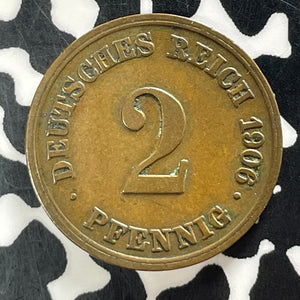 DEUTSCHES REICH 1906
2
PFENNIG